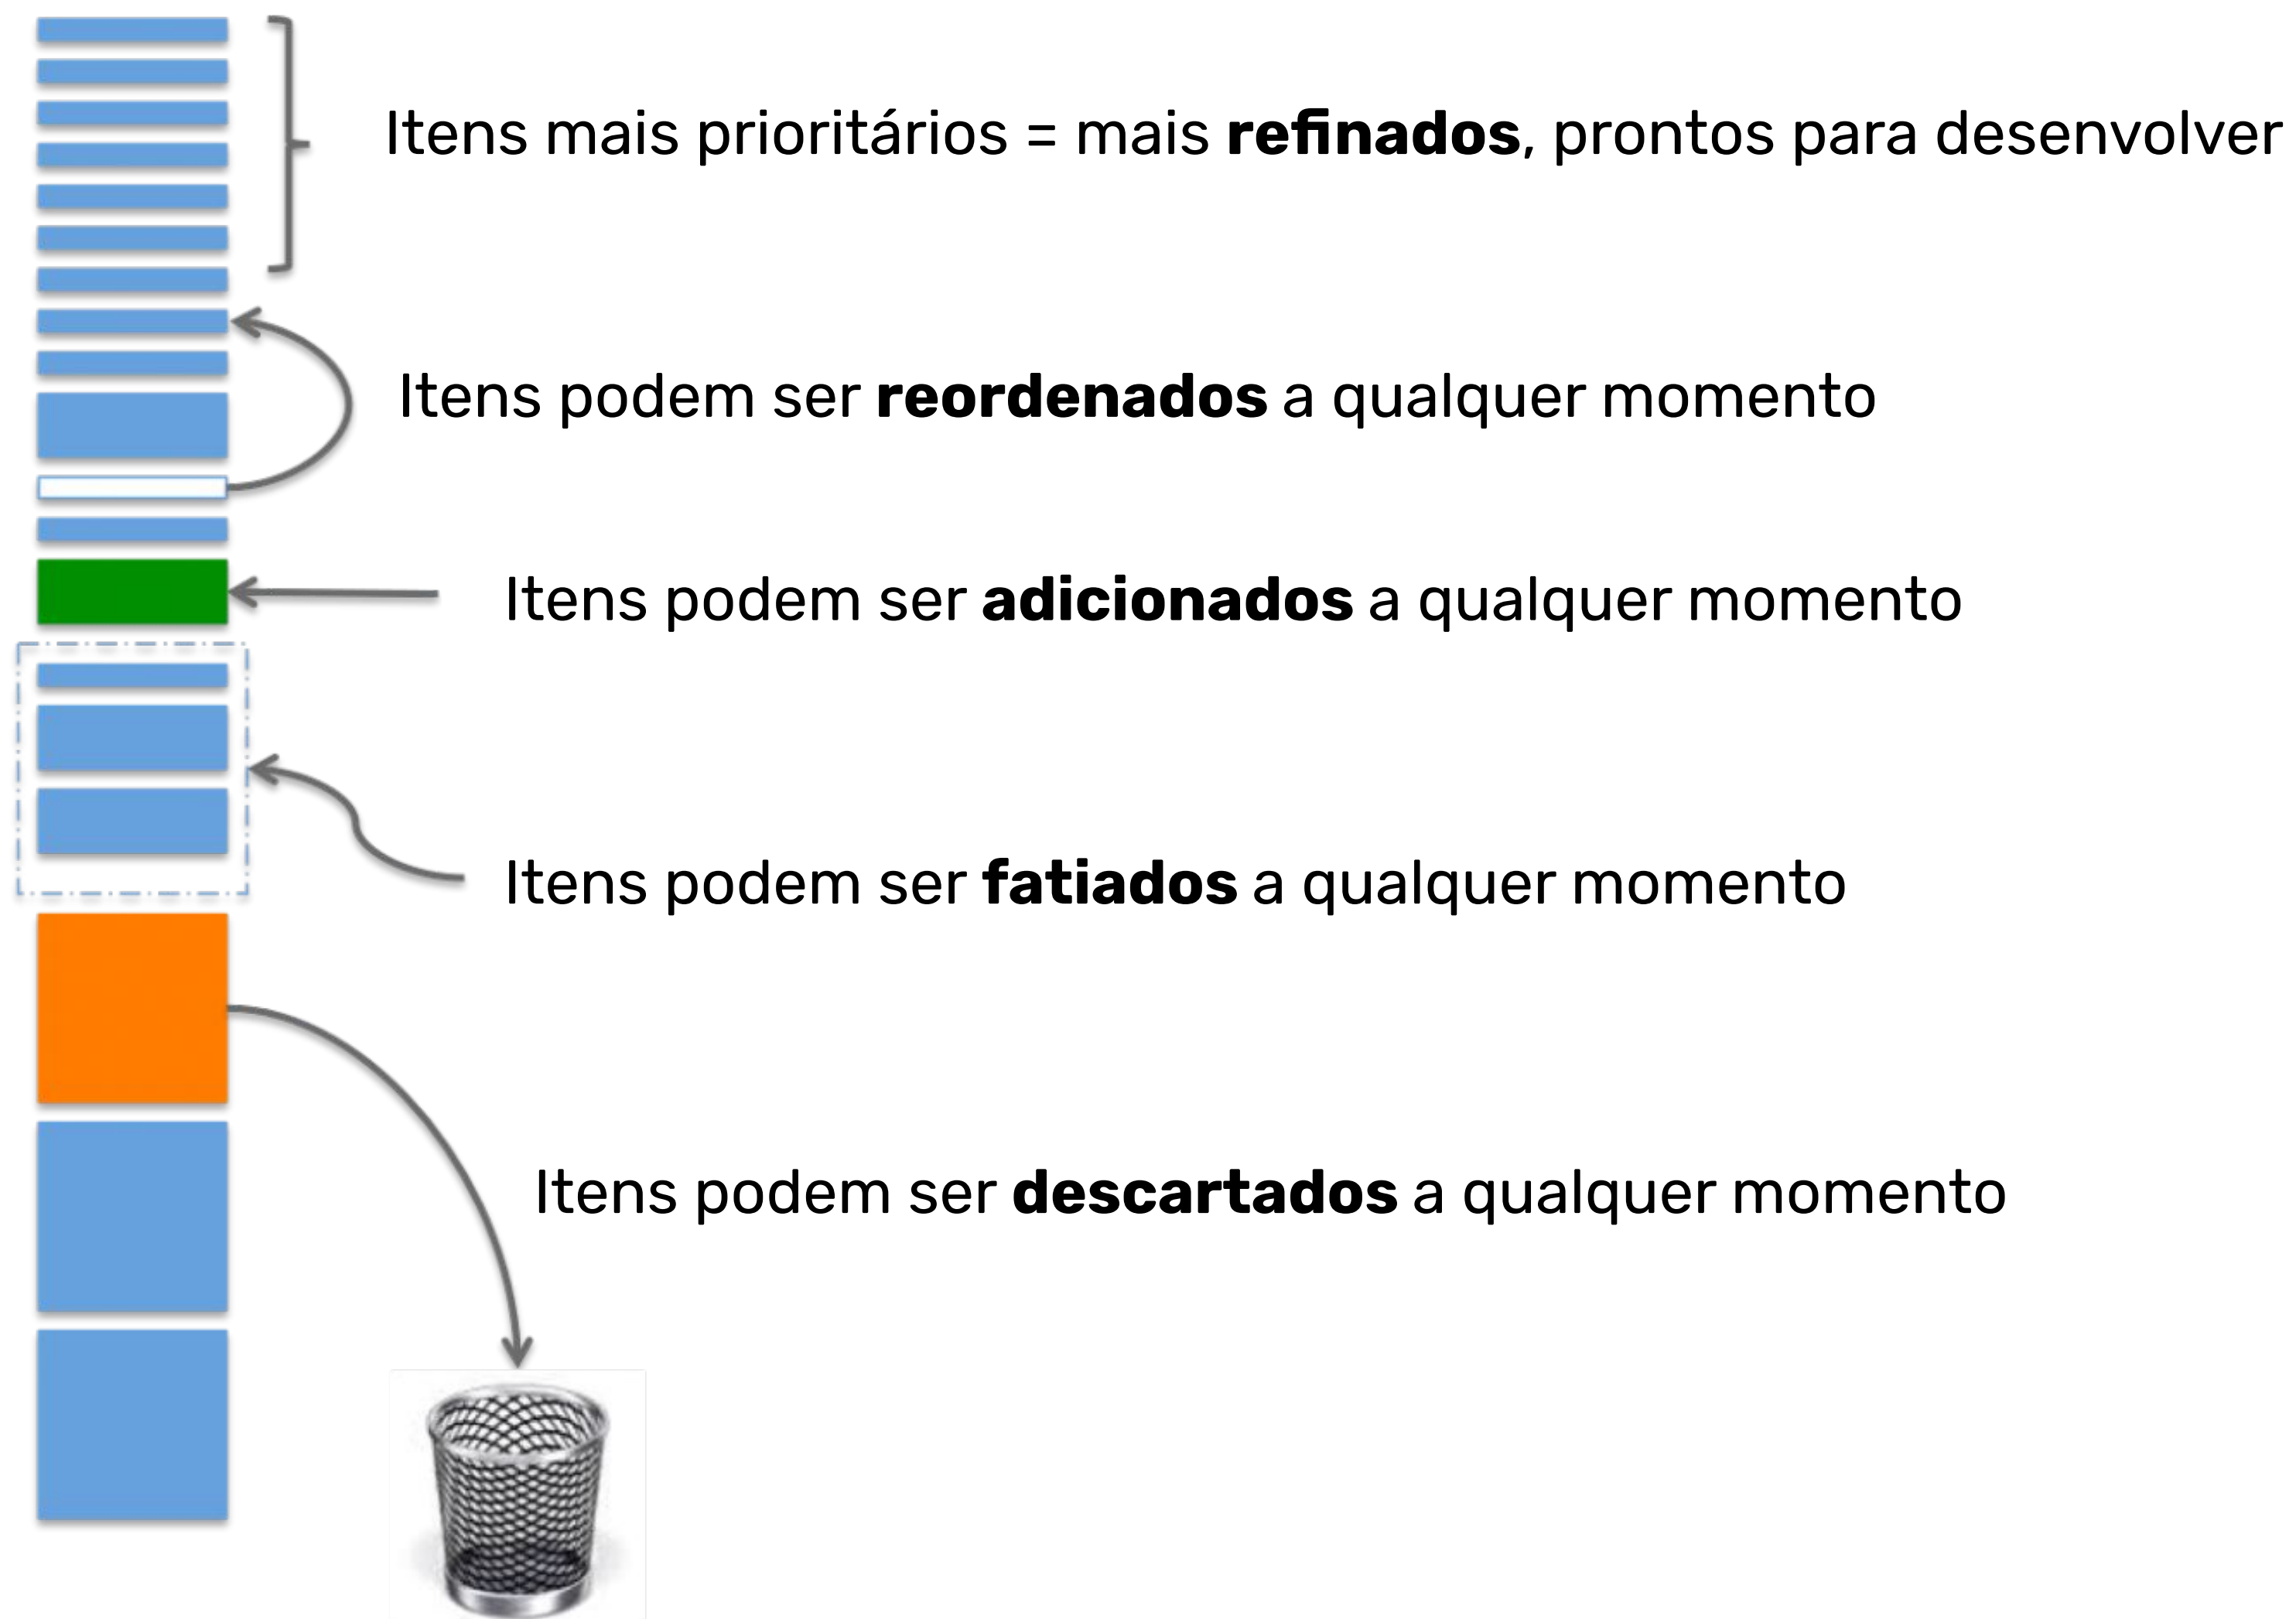 Itens mais prioritários = mais refinados, prontos para desenvolver
Itens podem ser reordenados a qualquer momento
Itens podem ser adicionados a qualquer momento
Itens podem ser fatiados a qualquer momento
Itens podem ser descartados a qualquer momento